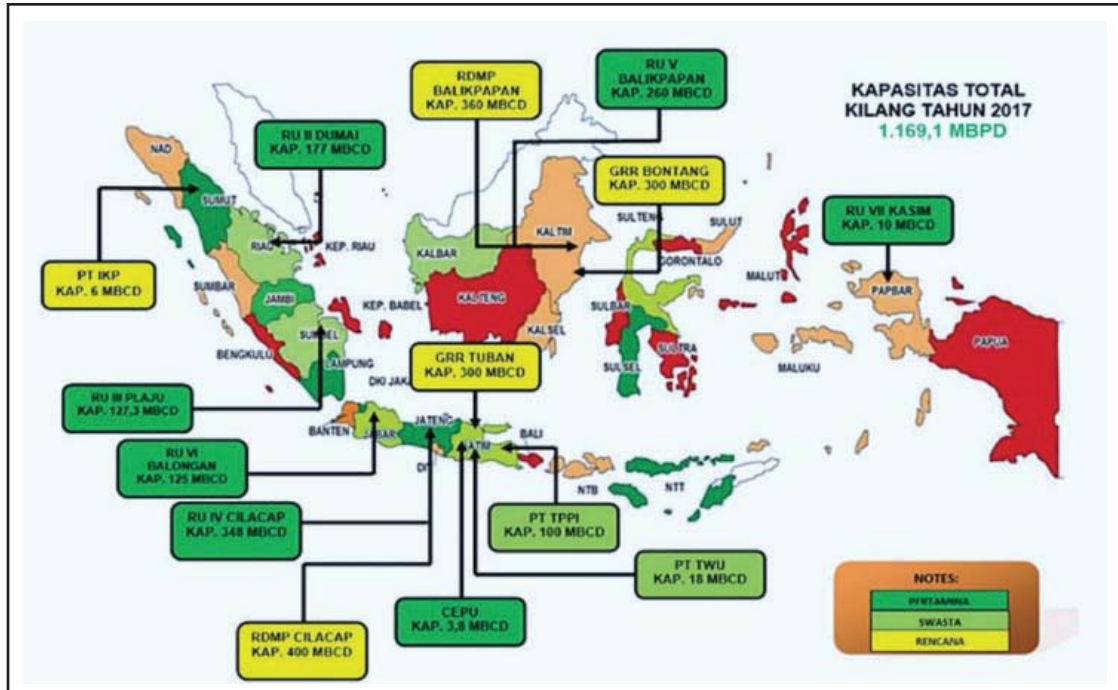 RDMP
BALIKPAPAN
KAP. 360 MBCD
RU V
BALIKPAPAN
KAP. 260 MBCD
KAPASITAS TOTAL
KILANG TAHUN 2017
1.169,1 MBPD
RU II DUMAI
KAP. 177 MBCD
GRR BONTANG
KAP. 300 MBCD
RU VII KASIM
KAP. 10 MBCD
PT IKP
KAP. 6 MBCD
NAD
SUMUT
RIAU
KEP. RIAU
SUMBAR
JAMBI
KEP. BABEL
BENGKULU
LAMPUNG
KALBAR
KALTIM
KALTENG
KALSEL
SULTENG
SULUT
GORONTALO
SULBAR
SULSEL
SULTRA
MALUT
MALUKU
PAPBAR
PAPUA
GRR TUBAN
KAP. 300 MBCD
RU III PLAJU
KAP. 127,3 MBCD
BANTEN
JABAR
JATENG
BALI
NTB
NTT
RU VI
BALONGAN
KAP. 125 MBCD
RU IV CILACAP
KAP. 348 MBCD
PT TPPI
KAP. 100 MBCD
PT TWU
KAP. 18 MBCD
RDMP CILACAP
KAP. 400 MBCD
CEPU
KAP. 3,8 MBCD
NOTES:
PERTAMINA
SWASTA
RENCANA